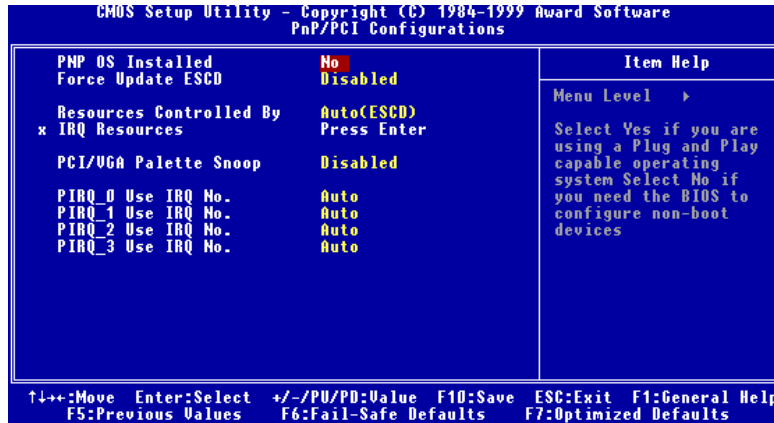 CMOS Setup Utility - Copyright (C) 1984-1999 Award Software
PnP/PCI Configurations
PNP OS Installed No
Force Update ESCD Disabled
Resources Controlled By Auto(ESCD)
x IRQ Resources Press Enter
PCI/VGA Palette Snoop Disabled
PIRQ_0 Use IRQ No. Auto
PIRQ_1 Use IRQ No. Auto
PIRQ_2 Use IRQ No. Auto
PIRQ_3 Use IRQ No. Auto
Item Help
Menu Level ▸
Select Yes if you are
using a Plug and Play
capable operating
system Select No if
you need the BIOS to
configure non-boot
devices
↑↓→←:Move Enter:Select +/-/PU/PD:Value F10:Save ESC:Exit F1:General Help
F5:Previous Values F6:Fail-Safe Defaults F7:Optimized Defaults